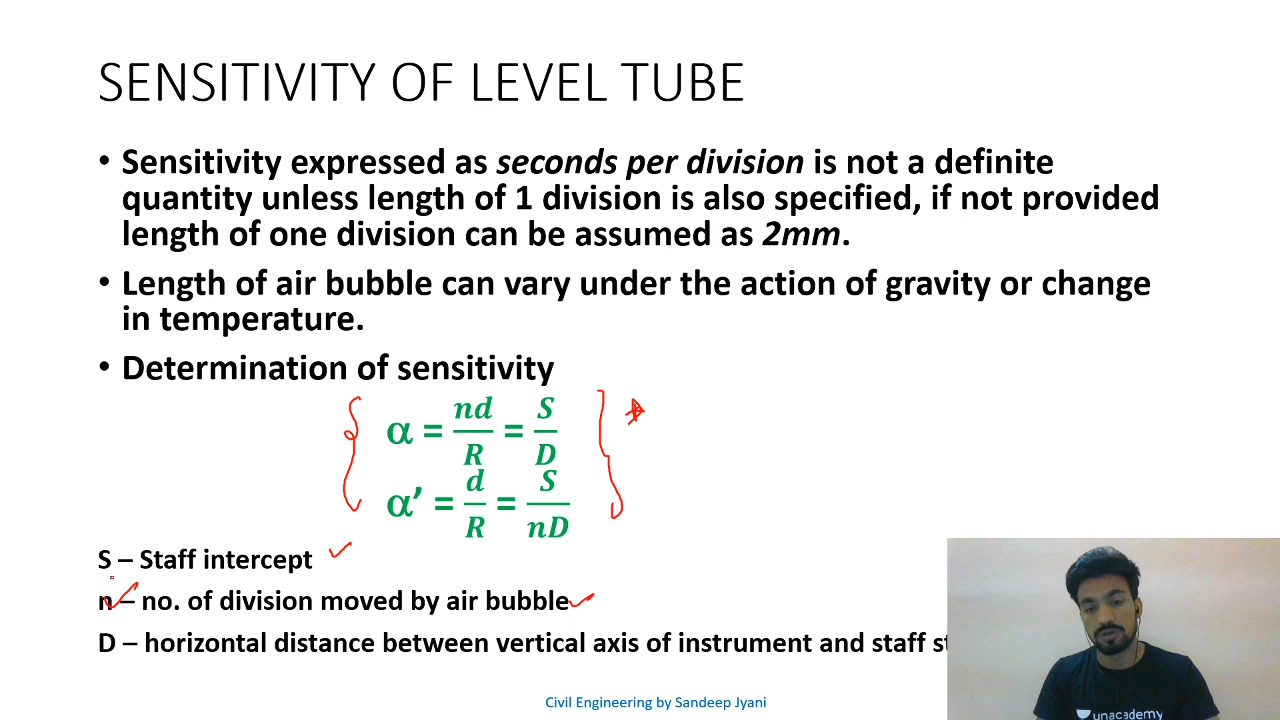 SENSITIVITY OF LEVEL TUBE
• Sensitivity expressed as seconds per division is not a definite
quantity unless length of 1 division is also specified, if not provided
length of one division can be assumed as 2mm.
• Length of air bubble can vary under the action of gravity or change
in temperature.
• Determination of sensitivity
α = nd/R = S/D
α' = d/R = S/nD
S – Staff intercept
n – no. of division moved by air bubble
D – horizontal distance between vertical axis of instrument and staff
Civil Engineering by Sandeep Jyani
unacademy